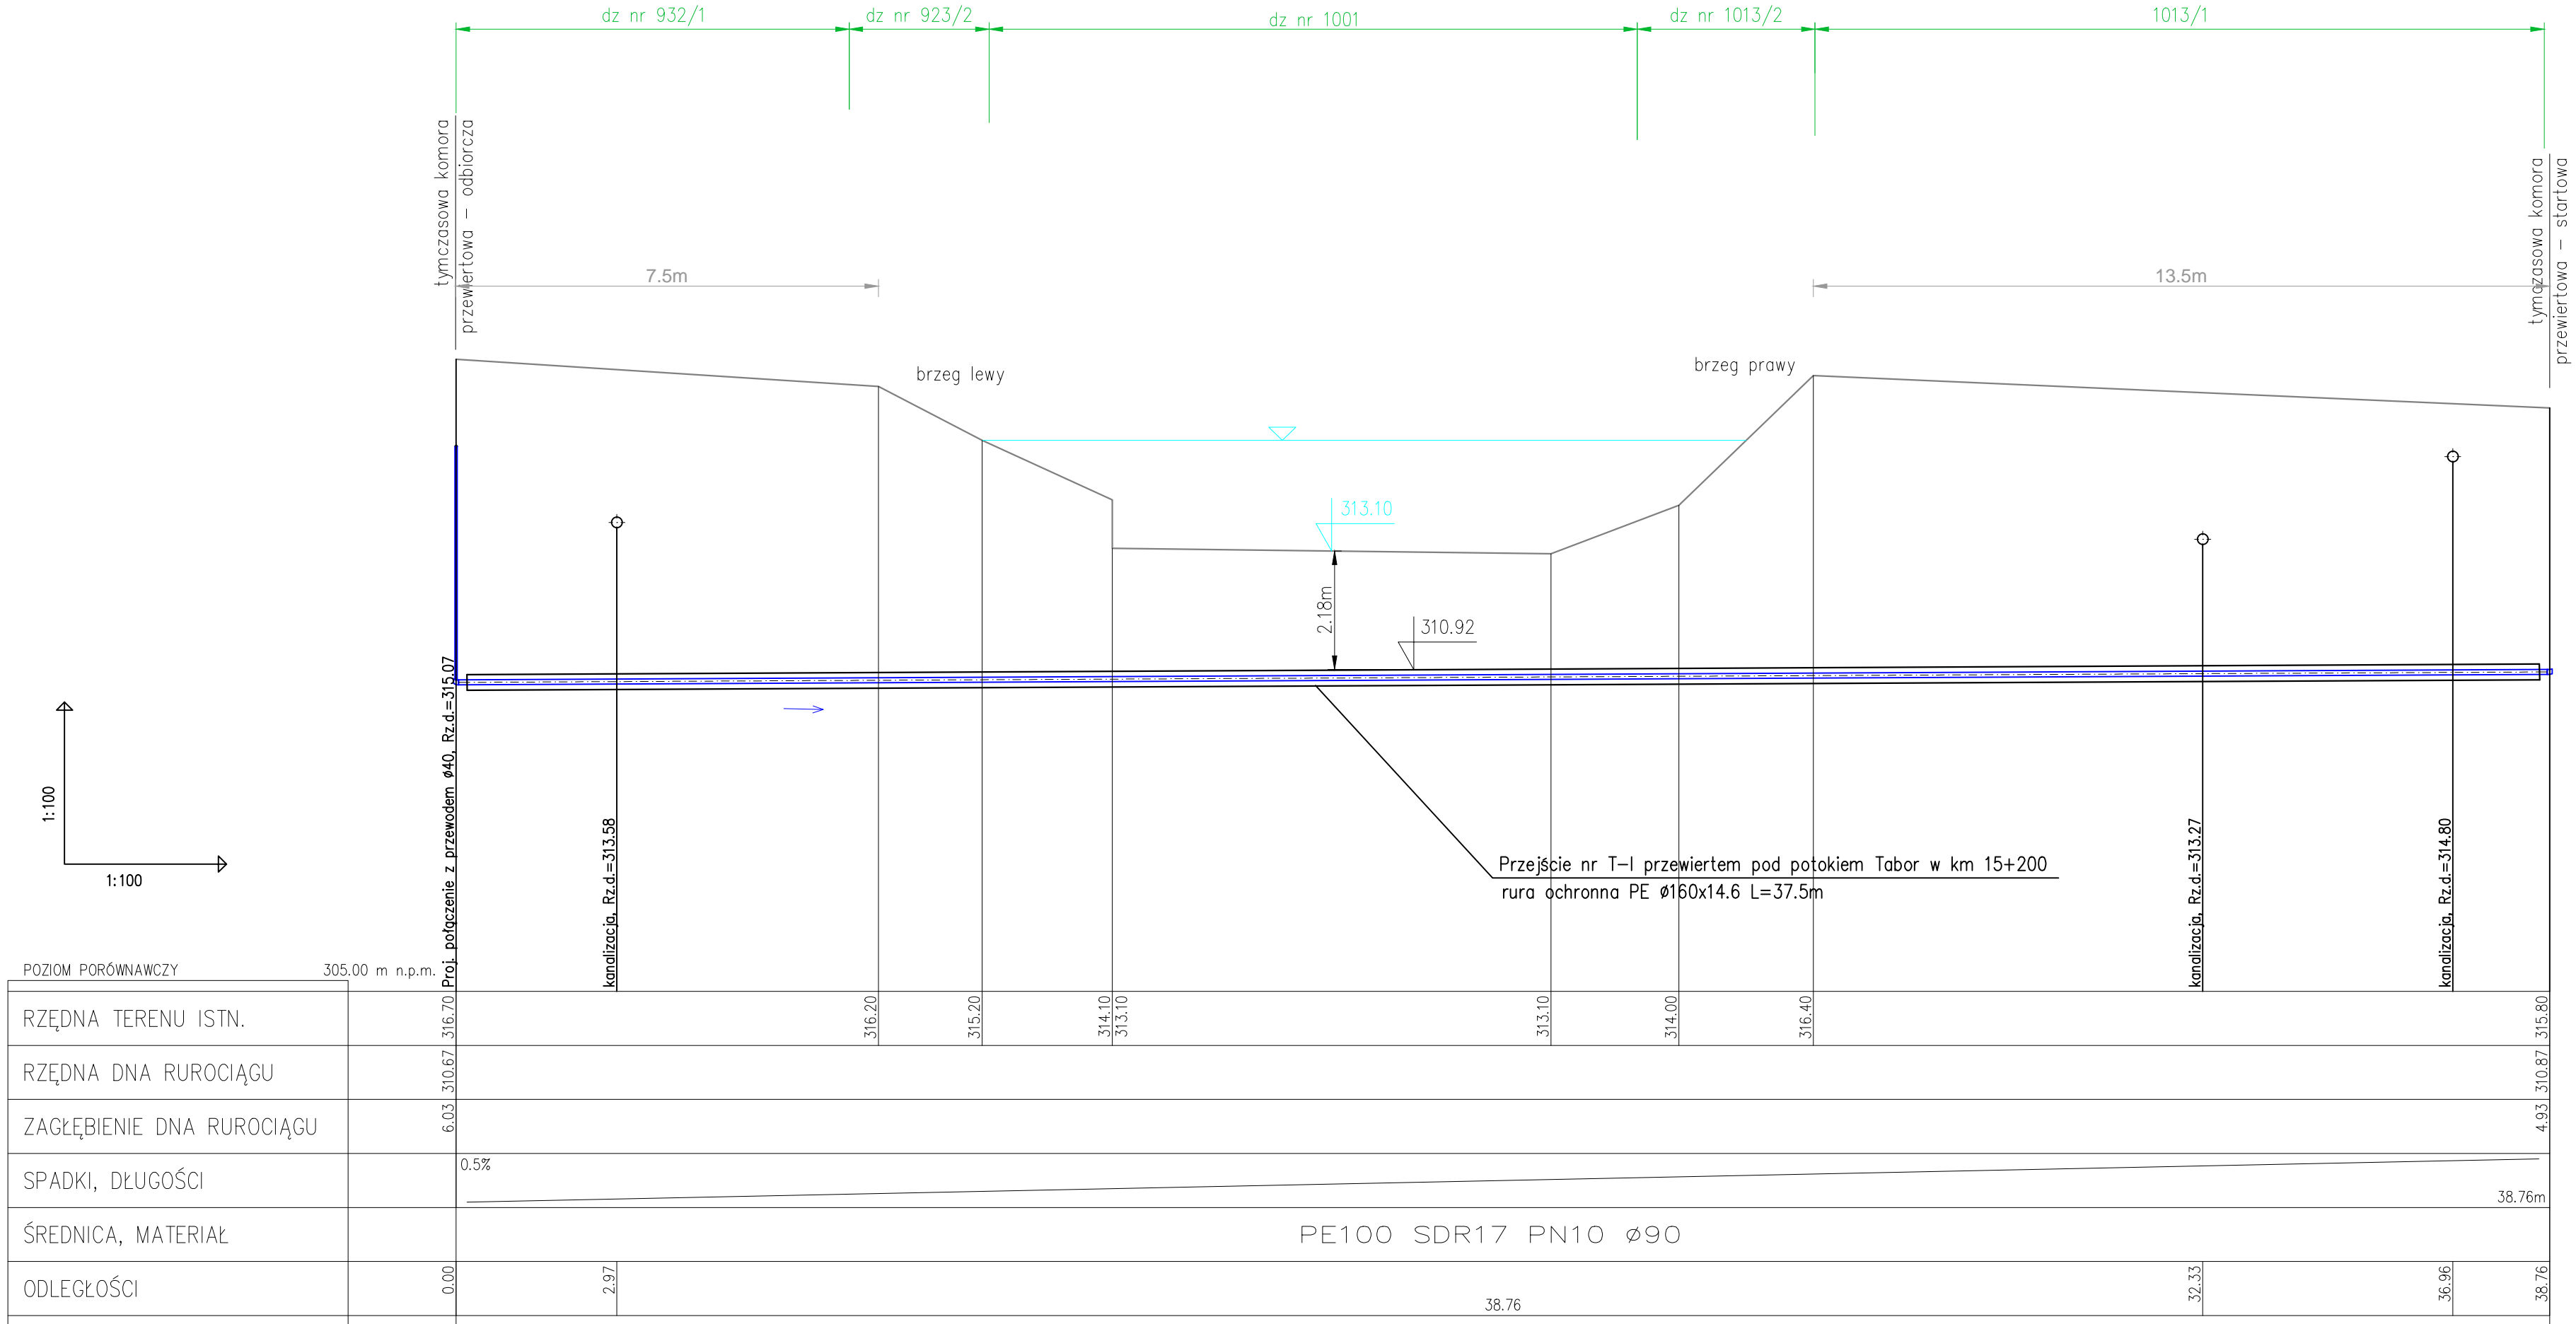 dz nr 932/1
dz nr 923/2
dz nr 1001
dz nr 1013/2
1013/1
tymczasowa komora
przewiertowa - odbiorcza
tymczasowa komora
przewiertowa - startowa
7.5m
13.5m
brzeg lewy
brzeg prawy
313.10
2.18m
310.92
Proj. połączenie z przewodem ø40, Rz.d.=315.07
kanalizacja, Rz.d.=313.58
kanalizacja, Rz.d.=313.27
kanalizacja, Rz.d.=314.80
1:100
1:100
Przejście nr T-I przewiertem pod potokiem Tabor w km 15+200
rura ochronna PE ø160x14.6 L=37.5m
POZIOM PORÓWNAWCZY 305.00 m n.p.m.
RZĘDNA TERENU ISTN. 316.70 316.20 315.20 314.10 313.10 313.10 314.00 316.40 315.80
RZĘDNA DNA RUROCIĄGU 310.67 310.87
ZAGŁĘBIENIE DNA RUROCIĄGU 6.03 4.93
SPADKI, DŁUGOŚCI 0.5% 38.76m
ŚREDNICA, MATERIAŁ PE100 SDR17 PN10 ø90
ODLEGŁOŚCI 0.00 2.97 38.76 32.33 36.96 38.76